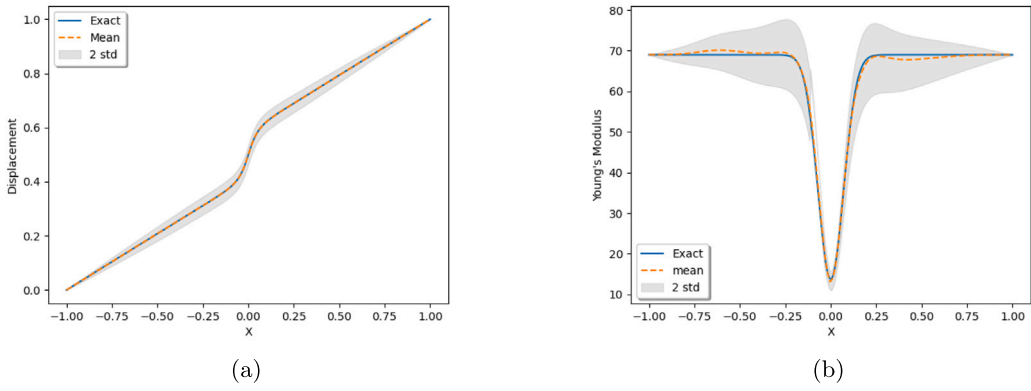 Exact
Mean
2 std
1.0
0.8
0.6
0.4
0.2
0.0
Displacement
−1.00 −0.75 −0.50 −0.25 0.00 0.25 0.50 0.75 1.00
X
(a)
80
70
60
50
40
30
20
10
Young's Modulus
Exact
mean
2 std
−1.00 −0.75 −0.50 −0.25 0.00 0.25 0.50 0.75 1.00
X
(b)